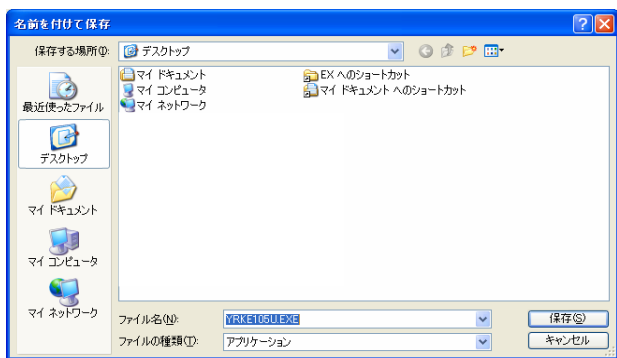 名前を付けて保存
保存する場所(I):
デスクトップ
最近使ったファイル
デスクトップ
マイ ドキュメント
マイ コンピュータ
マイ ネットワーク
マイ ドキュメント
マイ コンピュータ
マイ ネットワーク
EX へのショートカット
マイ ドキュメント へのショートカット
ファイル名(N):
YRKE105U.EXE
保存(S)
ファイルの種類(T):
アプリケーション
キャンセル